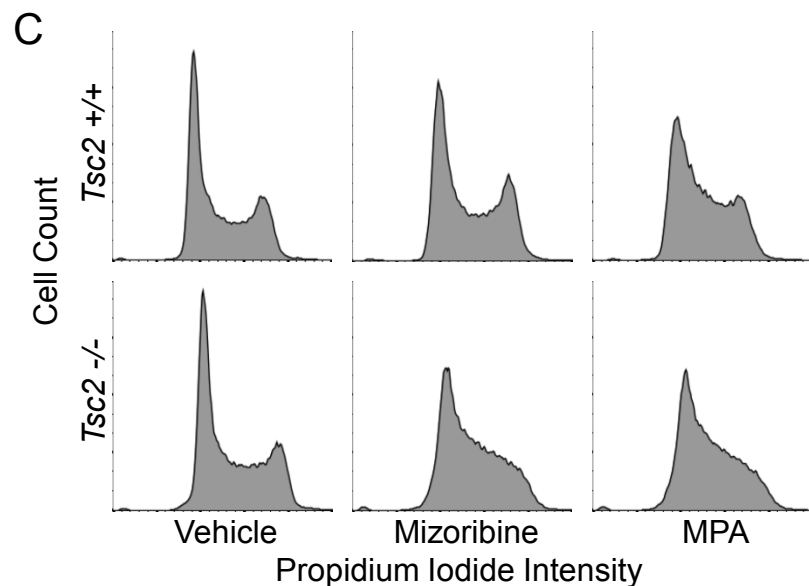 C
Tsc2 +/+
Cell Count
Tsc2 -/-
Vehicle
Mizoribine
MPA
Propidium Iodide Intensity